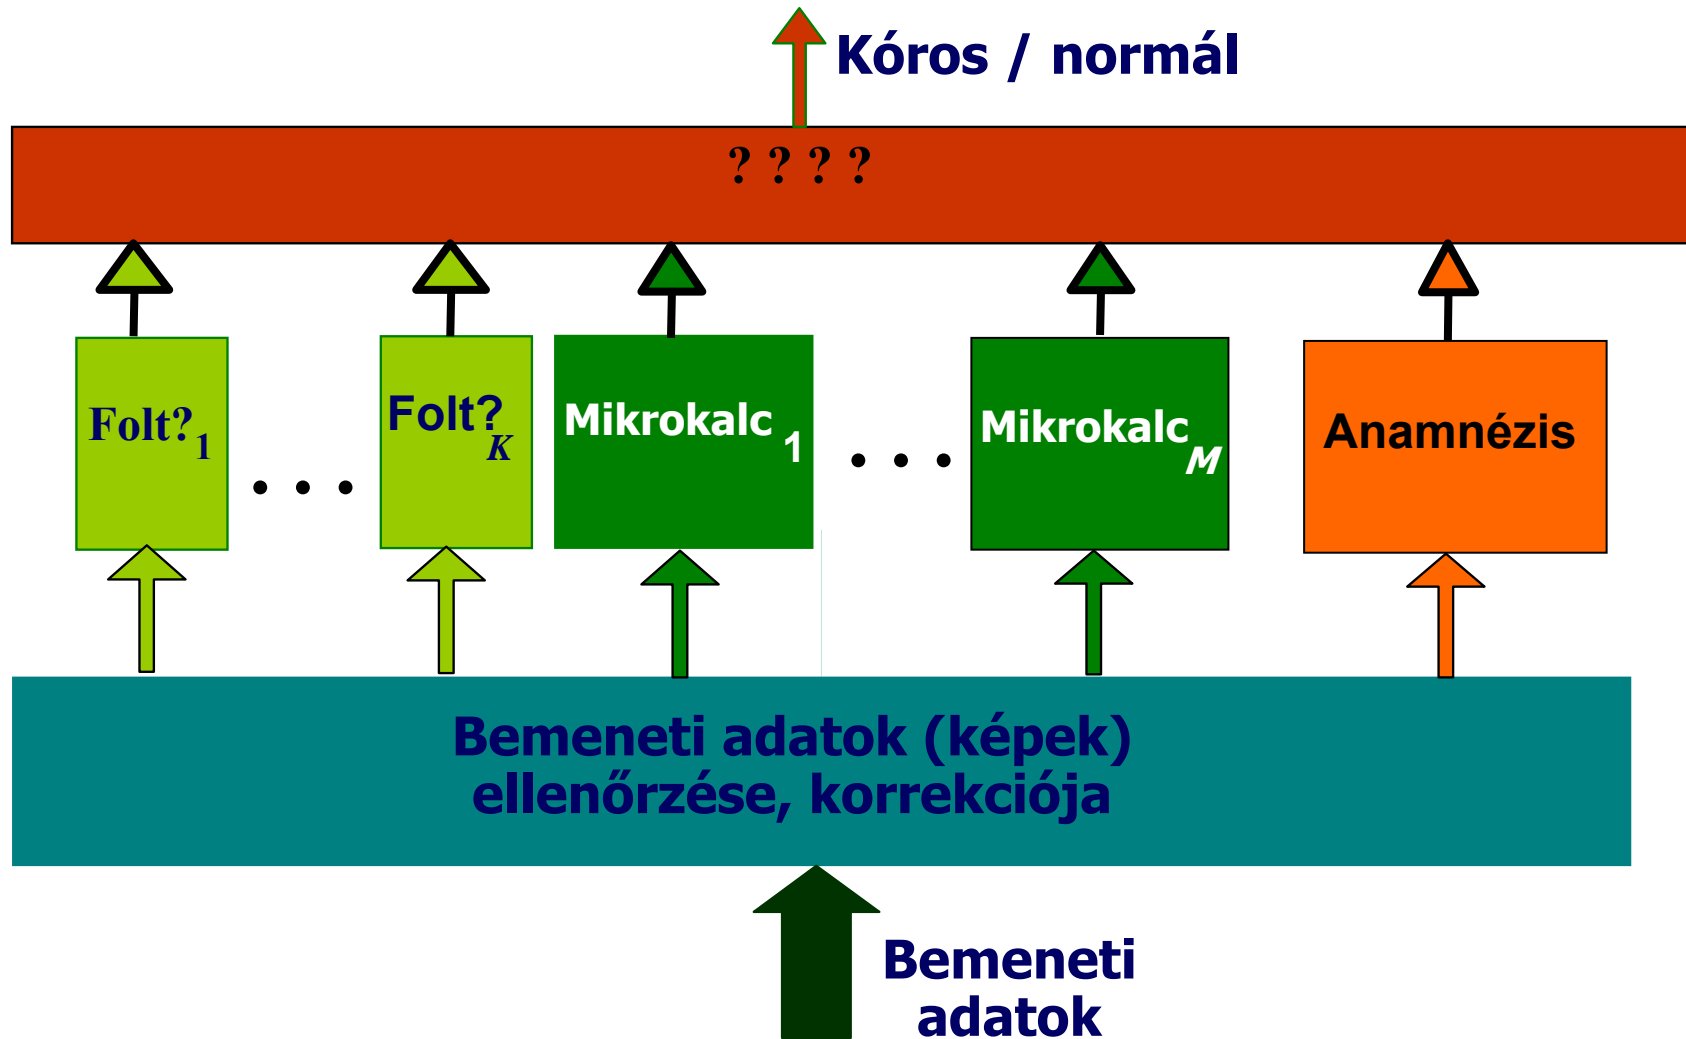 Kóros / normál
? ? ? ?
Folt?1
Folt?K
Mikrokalc 1
Mikrokalc M
Anamnézis
. . .
. . .
Bemeneti adatok (képek)
ellenőrzése, korrekciója
Bemeneti
adatok